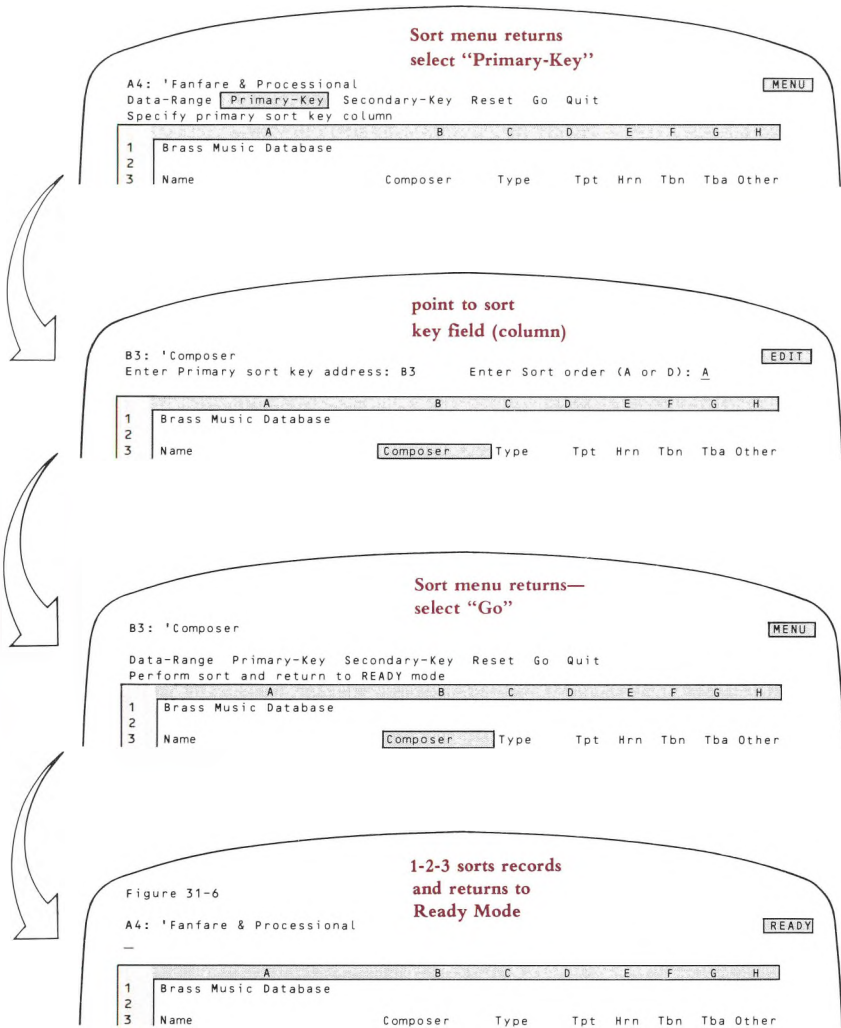 Sort menu returns
select “Primary-Key”
A4: 'Fanfare & Processional MENU
Data-Range Primary-Key Secondary-Key Reset Go Quit
Specify primary sort key column
A B C D E F G H
1 Brass Music Database
2
3 Name Composer Type Tpt Hrn Tbn Tba Other
point to sort
key field (column)
B3: 'Composer EDIT
Enter Primary sort key address: B3 Enter Sort order (A or D): A
A B C D E F G H
1 Brass Music Database
2
3 Name Composer Type Tpt Hrn Tbn Tba Other
Sort menu returns—
select “Go”
B3: 'Composer MENU
Data-Range Primary-Key Secondary-Key Reset Go Quit
Perform sort and return to READY mode
A B C D E F G H
1 Brass Music Database
2
3 Name Composer Type Tpt Hrn Tbn Tba Other
1-2-3 sorts records
and returns to
Ready Mode
Figure 31-6
A4: 'Fanfare & Processional READY
A B C D E F G H
1 Brass Music Database
2
3 Name Composer Type Tpt Hrn Tbn Tba Other